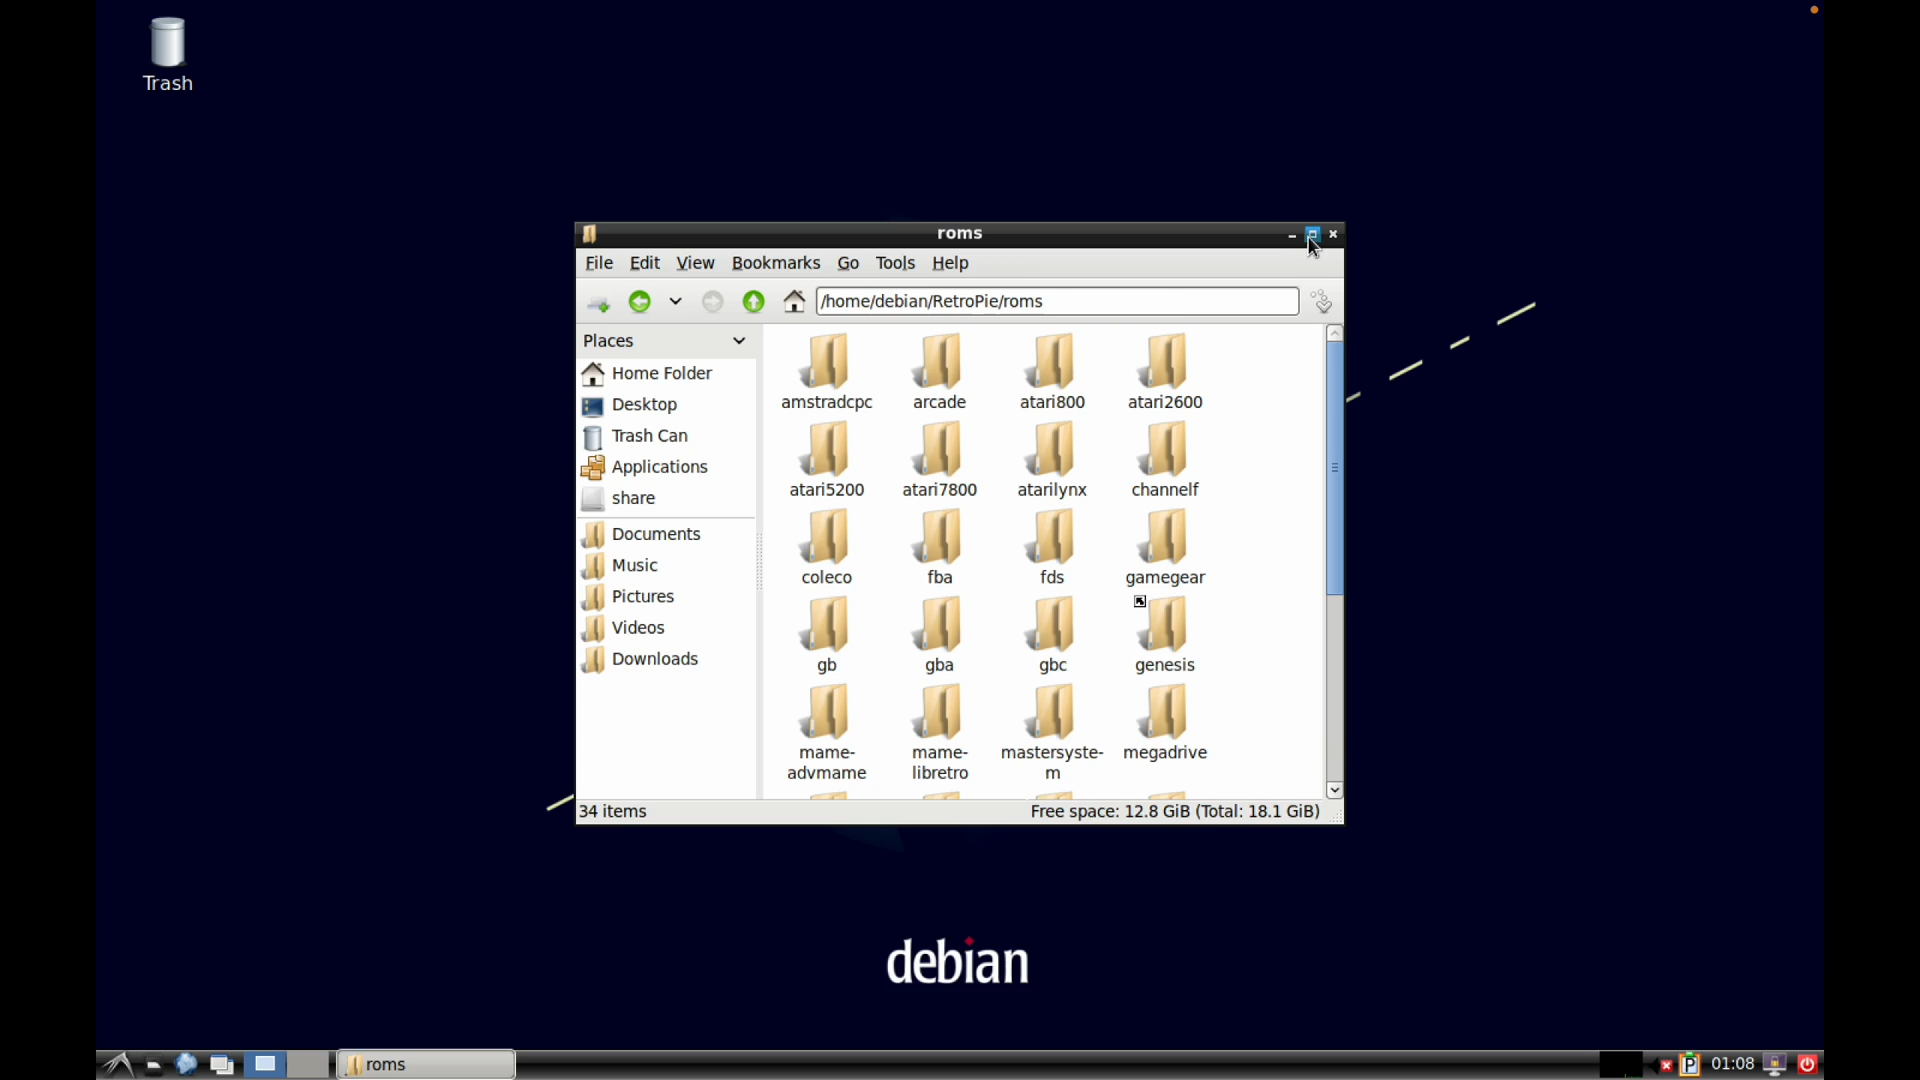 Trash
roms
File Edit View Bookmarks Go Tools Help
/home/debian/RetroPie/roms
Places
Home Folder
Desktop
Trash Can
Applications
share
Documents
Music
Pictures
Videos
Downloads
amstradcpc arcade atari800 atari2600
atari5200 atari7800 atarilynx channelf
coleco fba fds gamegear
gb gba gbc genesis
mame- mame- mastersyste- megadrive
advmame libretro m
34 items Free space: 12.8 GiB (Total: 18.1 GiB)
debian
roms P 01:08